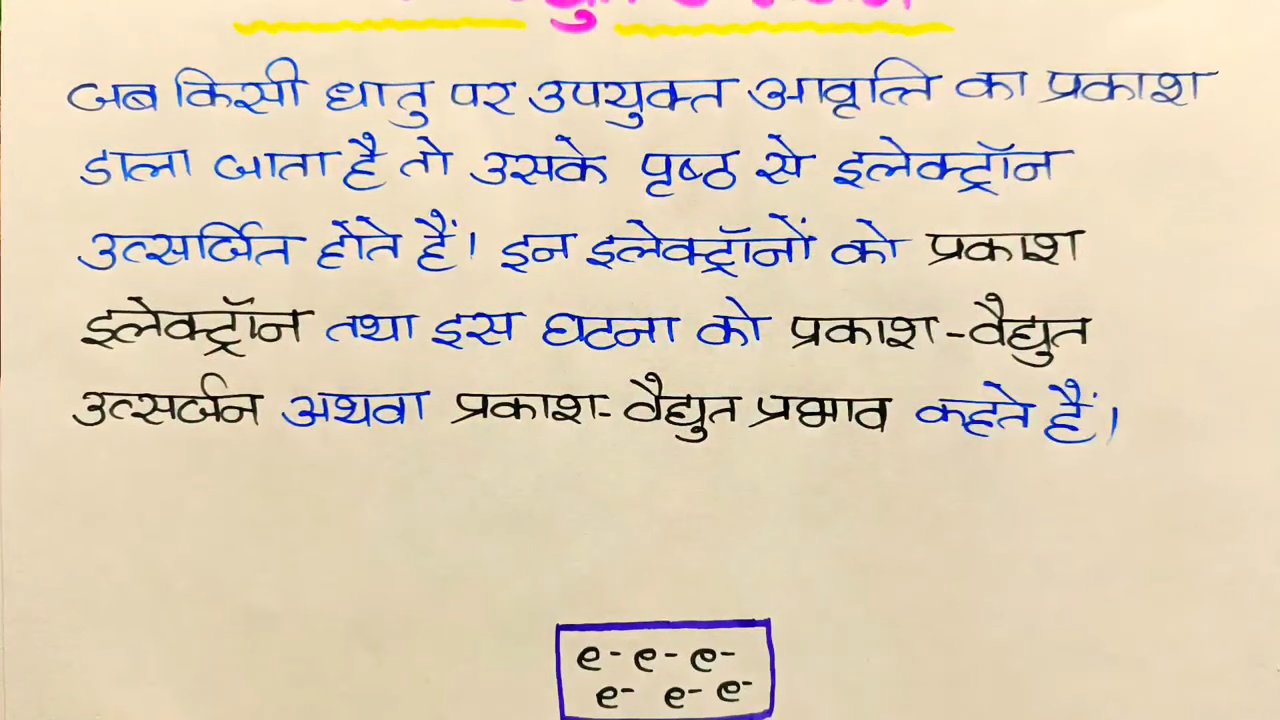 जब किसी धातु पर उपयुक्त आवृत्ति का प्रकाश
डाला जाता है तो उसके पृष्ठ से इलेक्ट्रॉन
उत्सर्जित होते हैं। इन इलेक्ट्रॉनों को प्रकाश
इलेक्ट्रॉन तथा इस घटना को प्रकाश-वैद्युत
उत्सर्जन अथवा प्रकाश-वैद्युत प्रभाव कहते हैं।
e- e- e-
e- e- e-